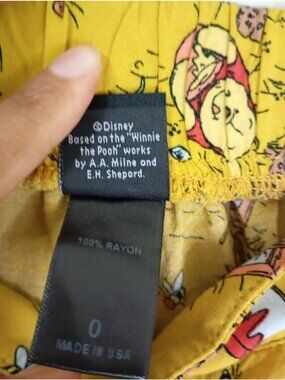 ©Disney
Based on the "Winnie
the Pooh" works
by A.A. Milne and
E.H. Shepard.
100% RAYON
0
MADE IN USA